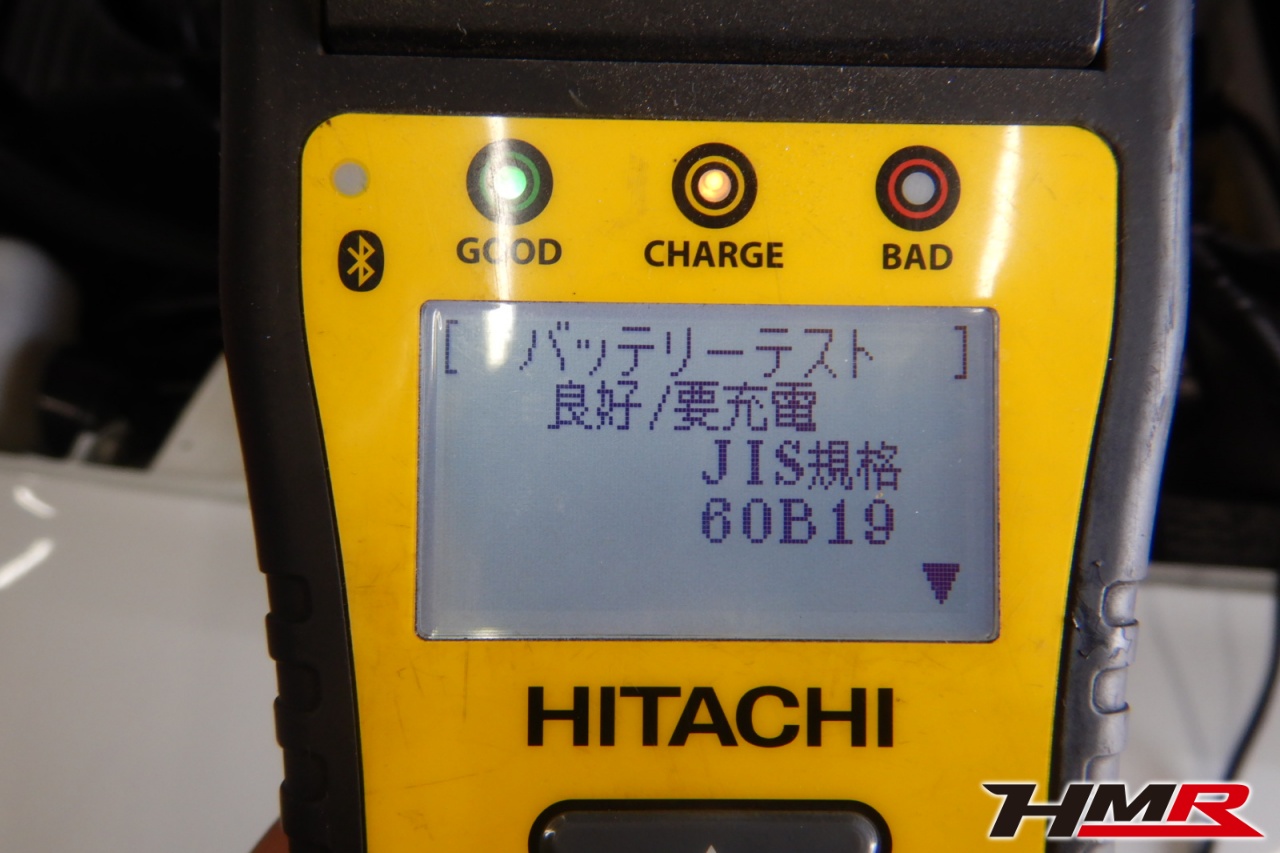 GOOD CHARGE BAD
[ バッテリーテスト ]
良好/要充電
JIS規格
60B19
HITACHI
HMR